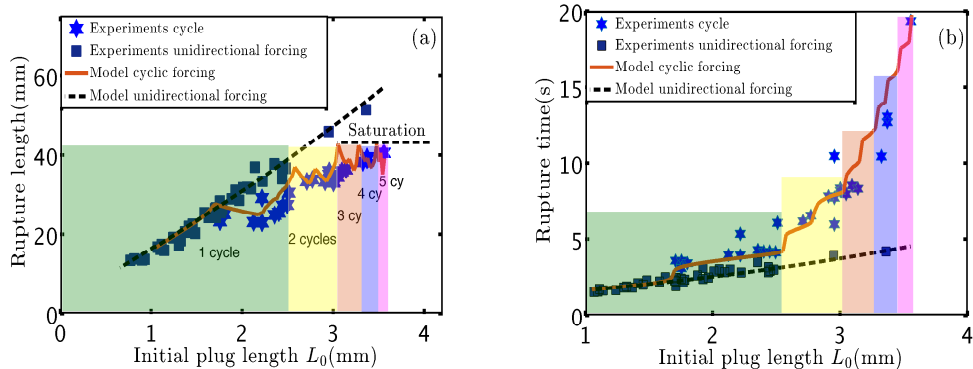 Experiments cycle
Experiments unidirectional forcing
Model cyclic forcing
Model unidirectional forcing
(a)
Saturation
1 cycle
2 cycles
3 cy
4 cy
5 cy
60
40
20
0
0 1 2 3 4
Rupture length(mm)
Initial plug length L₀(mm)
Experiments cycle
Experiments unidirectional forcing
Model cyclic forcing
Model unidirectional forcing
(b)
20
15
10
5
0
1 2 3 4
Rupture time(s)
Initial plug length L₀(mm)